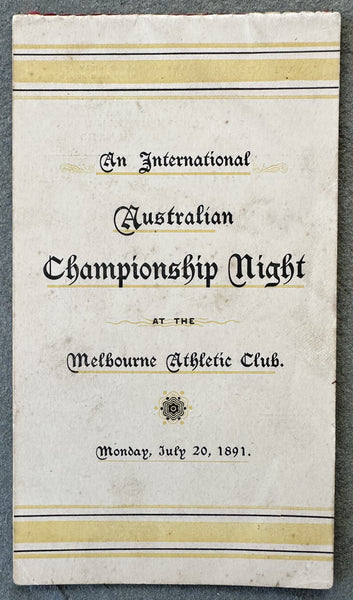 An International
Australian
Championship Night
AT THE
Melbourne Athletic Club.
Monday, July 20, 1891.